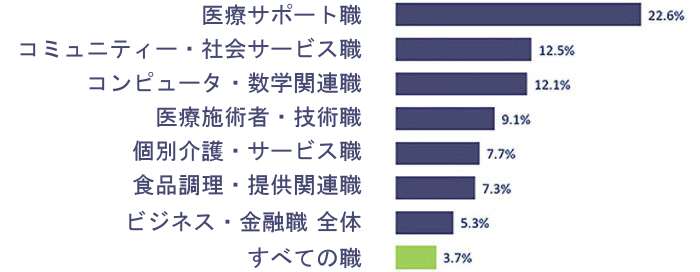 医療サポート職 22.6%
コミュニティー・社会サービス職 12.5%
コンピュータ・数学関連職 12.1%
医療施術者・技術職 9.1%
個別介護・サービス職 7.7%
食品調理・提供関連職 7.3%
ビジネス・金融職 全体 5.3%
すべての職 3.7%